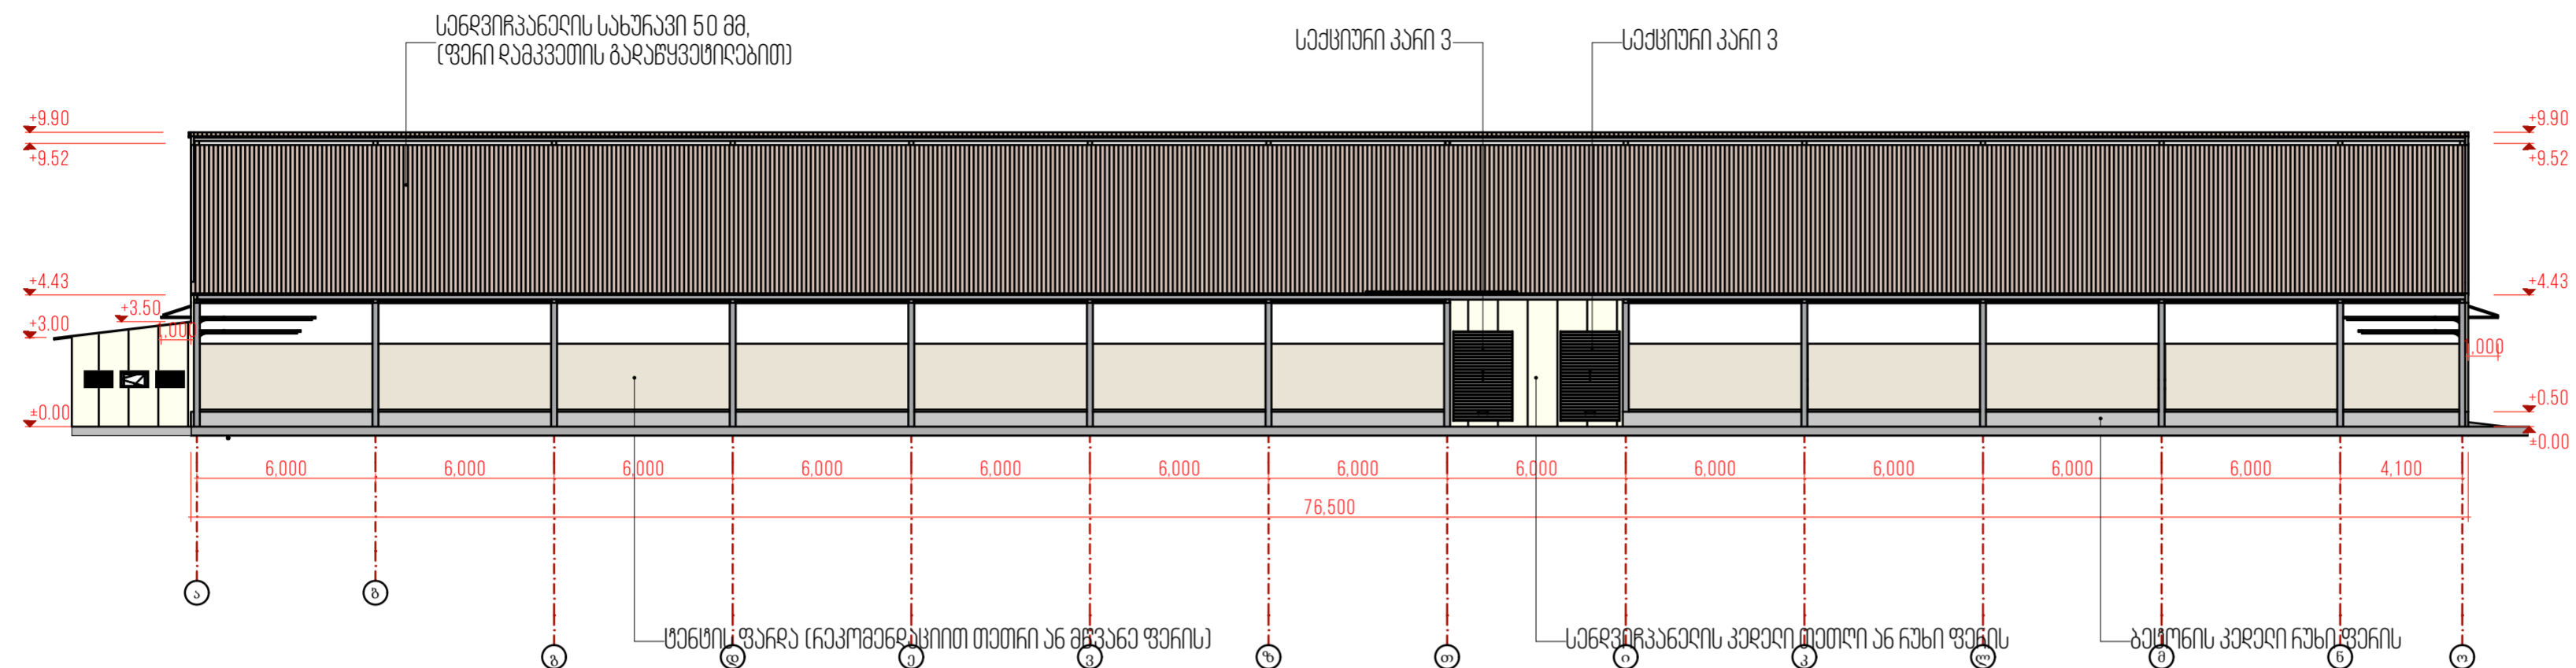 სენდვიჩპანელის სახურავი 50 მმ,
(ფერი დამკვეთის გადაწყვეტილებით)
სექციური კარი 3
სექციური კარი 3
+9.90
+9.52
+4.43
+3.50
+3.00
1,000
±0.00
+9.90
+9.52
+4.43
1,000
+0.50
±0.00
6,000 6,000 6,000 6,000 6,000 6,000 6,000 6,000 6,000 6,000 6,000 6,000 4,100
76,500
ა ბ
ტენტის ფარდა (რეკომენდაციით თეთრი ან მწვანე ფერის)
სენდვიჩპანელის კედელი თეთრი ან რუხი ფერის
ბეტონის კედელი რუხი ფერის
გ დ ე ვ ზ თ ი კ ლ მ ნ ო